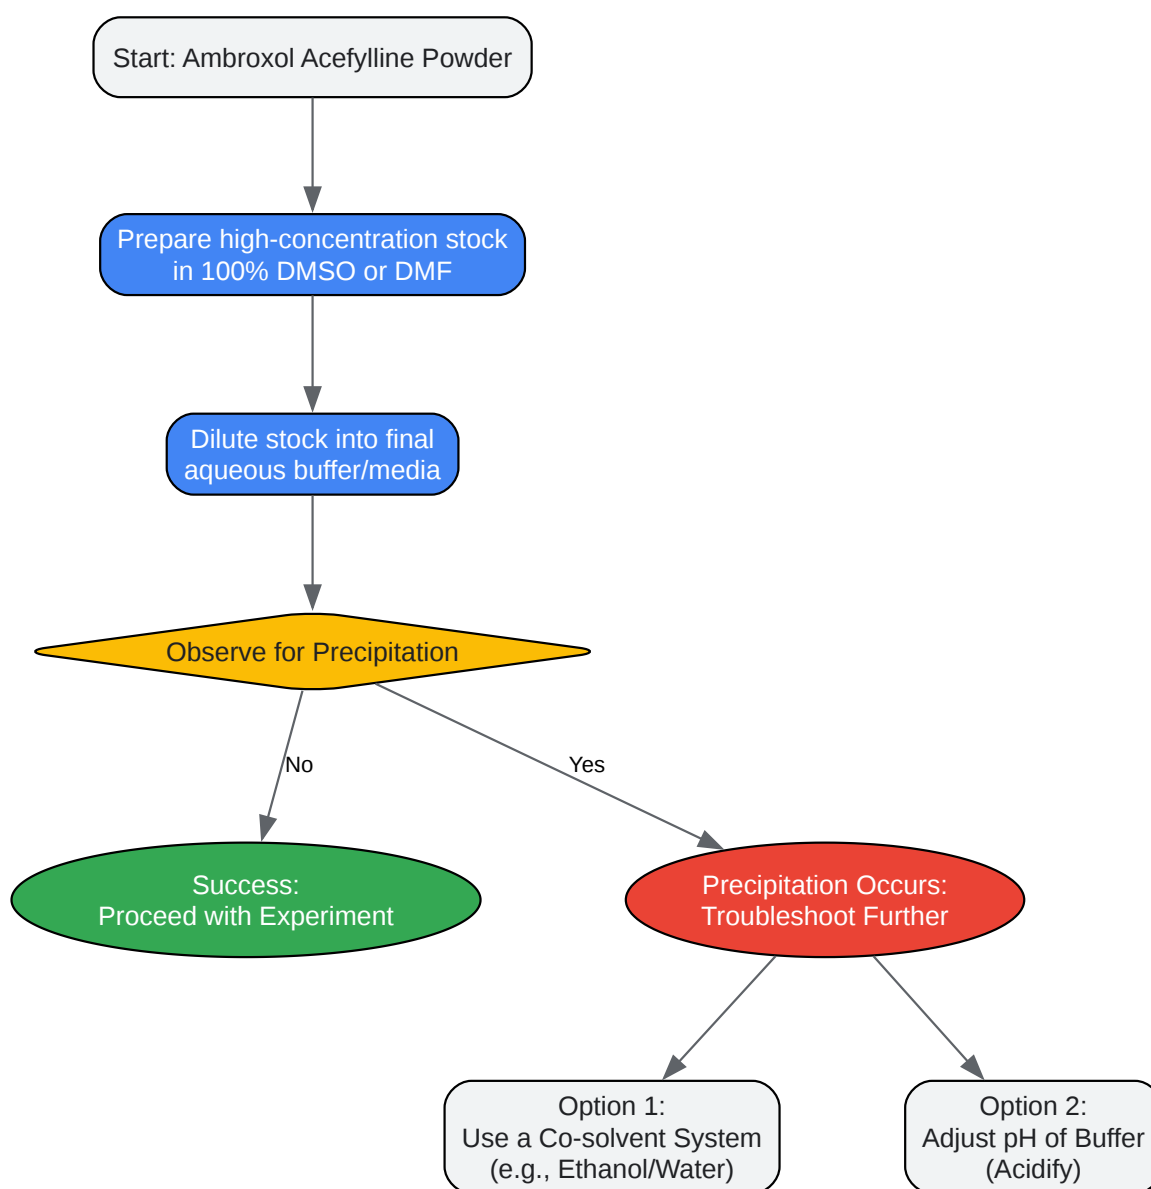 Start: Ambroxol Acefylline Powder
Prepare high-concentration stock
in 100% DMSO or DMF
Dilute stock into final
aqueous buffer/media
Observe for Precipitation
No
Yes
Success:
Proceed with Experiment
Precipitation Occurs:
Troubleshoot Further
Option 1:
Use a Co-solvent System
(e.g., Ethanol/Water)
Option 2:
Adjust pH of Buffer
(Acidify)